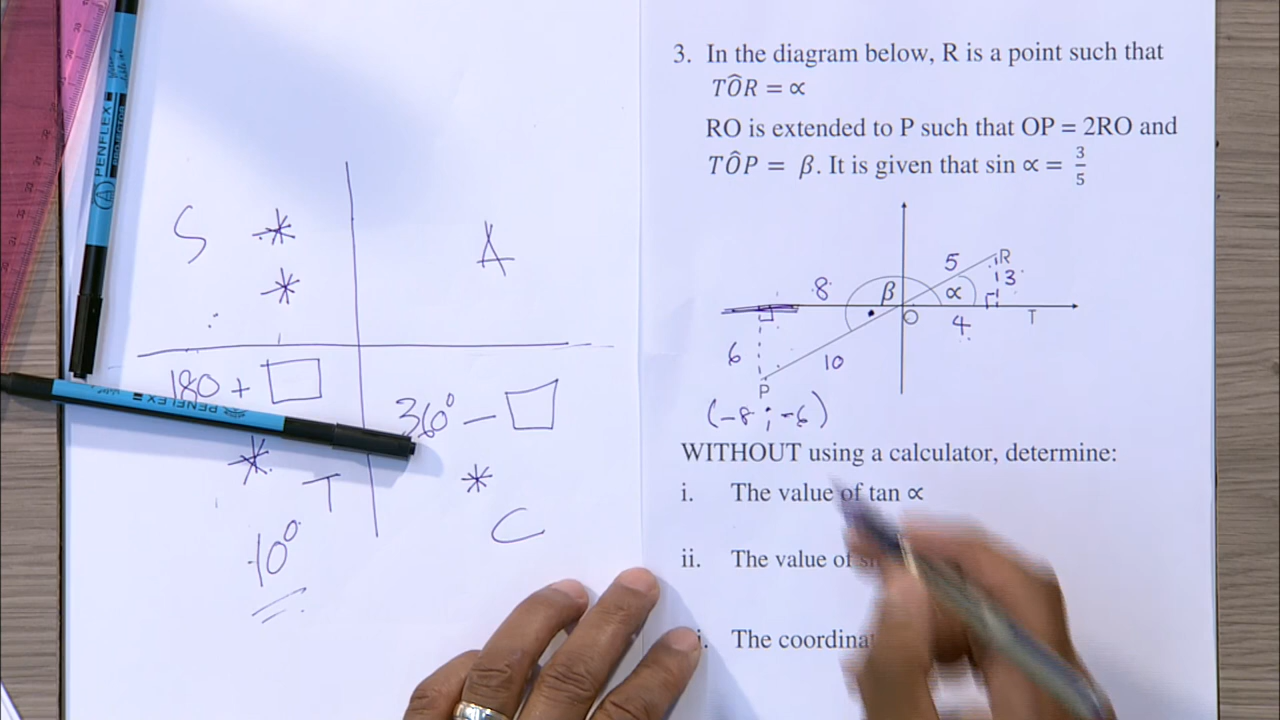 PENFLEX
S
A
180 + □
PENFLEX
360° − □
T
C
10°
3. In the diagram below, R is a point such that
TÔR = ∝
RO is extended to P such that OP = 2RO and
TÔP = β. It is given that sin ∝ = 3/5
5 R
8 β ∝ 3
O 4 T
6 10
P
(-8 ; -6)
WITHOUT using a calculator, determine:
i. The value of tan ∝
ii. The value of
The